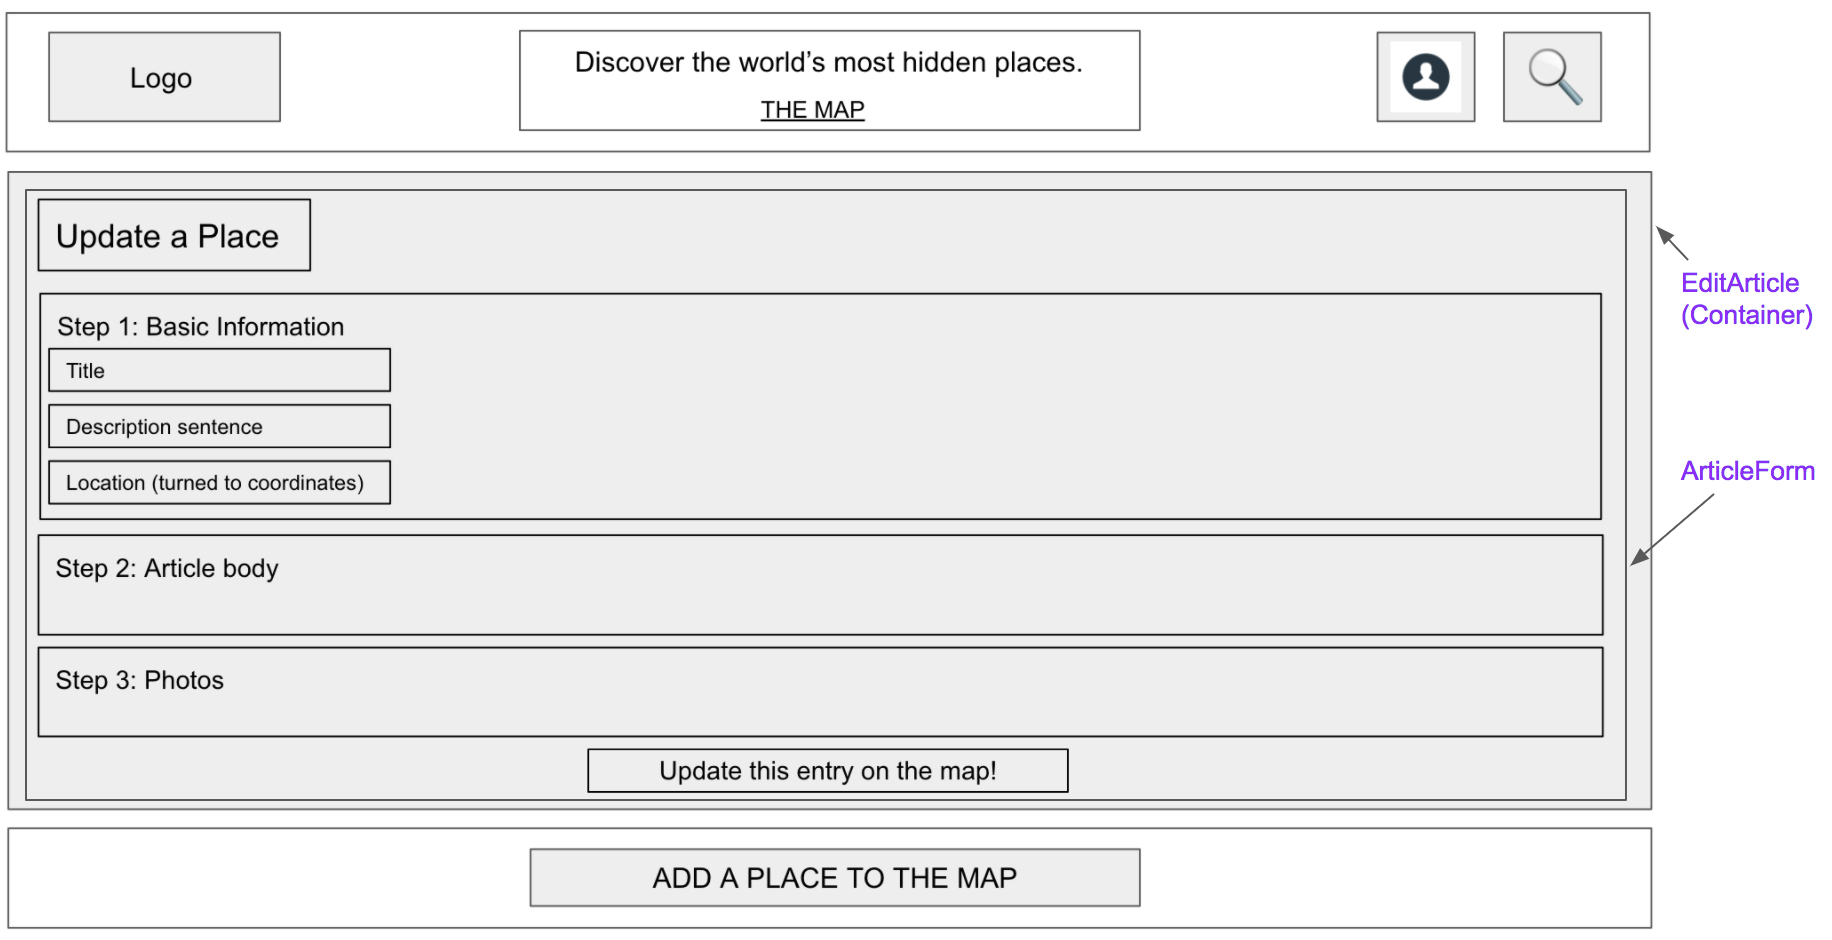 Logo
Discover the world’s most hidden places.
THE MAP
Update a Place
EditArticle
(Container)
Step 1: Basic Information
Title
Description sentence
Location (turned to coordinates)
ArticleForm
Step 2: Article body
Step 3: Photos
Update this entry on the map!
ADD A PLACE TO THE MAP